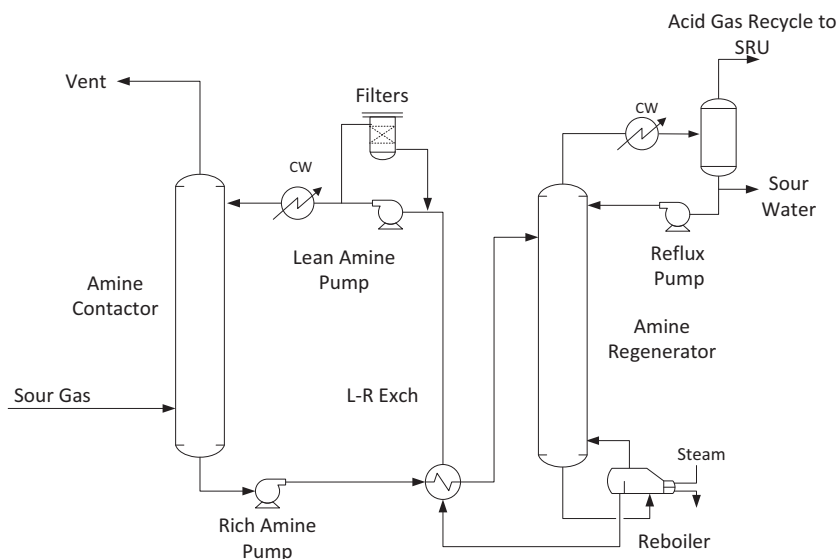 Acid Gas Recycle to
SRU
Vent
Filters
CW
CW
Sour
Water
Lean Amine
Pump
Reflux
Pump
Amine
Contactor
Amine
Regenerator
Sour Gas
L-R Exch
Steam
Rich Amine
Pump
Reboiler